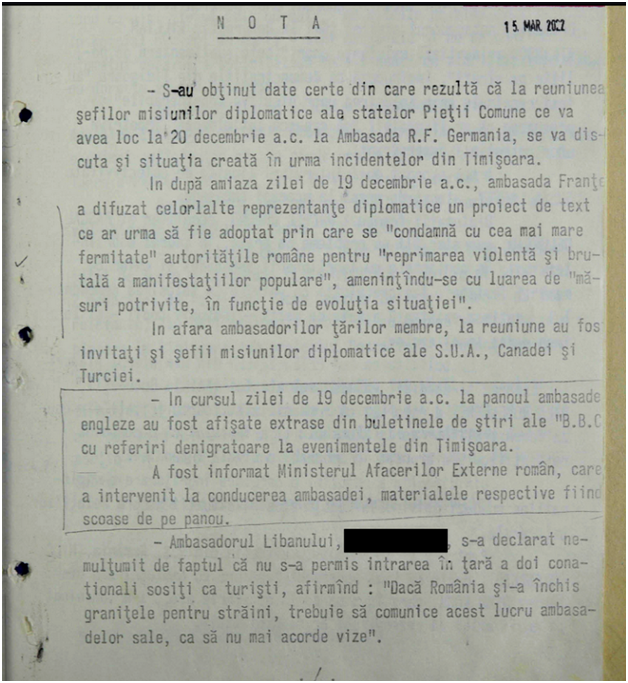 N O T A
15. MAR. 2002
- S-au obţinut date certe din care rezultă că la reuniunea
şefilor misiunilor diplomatice ale statelor Pieţii Comune ce va
avea loc la 20 decembrie a.c. la Ambasada R.F. Germania, se va dis-
cuta şi situaţia creată în urma incidentelor din Timişoara.
In după amiaza zilei de 19 decembrie a.c., ambasada Franţe
a difuzat celorlalte reprezentanţe diplomatice un proiect de text
ce ar urma să fie adoptat prin care se "condamnă cu cea mai mare
fermitate" autorităţile române pentru "reprimarea violentă şi bru-
tală a manifestaţiilor populare", ameninţîndu-se cu luarea de "mă-
suri potrivite, în funcţie de evoluţia situaţiei".
In afara ambasadorilor ţărilor membre, la reuniune au fos
invitaţi şi şefii misiunilor diplomatice ale S.U.A., Canadei şi
Turciei.
- In cursul zilei de 19 decembrie a.c. la panoul ambasade
engleze au fost afişate extrase din buletinele de ştiri ale "B.B.C
cu referiri denigratoare la evenimentele din Timişoara.
A fost informat Ministerul Afacerilor Externe român, care
a intervenit la conducerea ambasadei, materialele respective fiind
scoase de pe panou.
- Ambasadorul Libanului, , s-a declarat ne-
mulţumit de faptul că nu s-a permis intrarea în ţară a doi cona-
ţionali sosiţi ca turişti, afirmînd : "Dacă România şi-a închis
graniţele pentru străini, trebuie să comunice acest lucru ambasa-
delor sale, ca să nu mai acorde vize".
./.